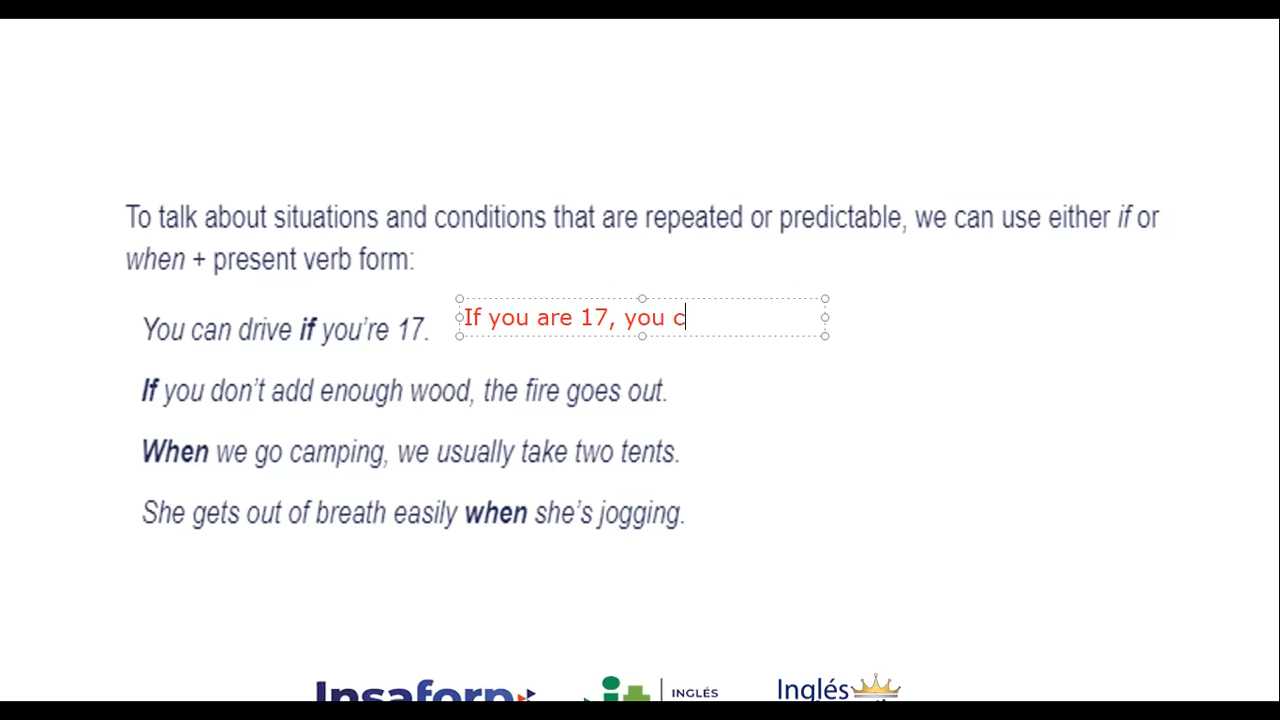 To talk about situations and conditions that are repeated or predictable, we can use either if or
when + present verb form:
You can drive if you're 17.
If you are 17, you c
If you don't add enough wood, the fire goes out.
When we go camping, we usually take two tents.
She gets out of breath easily when she's jogging.
Insaforp
it
INGLÉS
Inglés